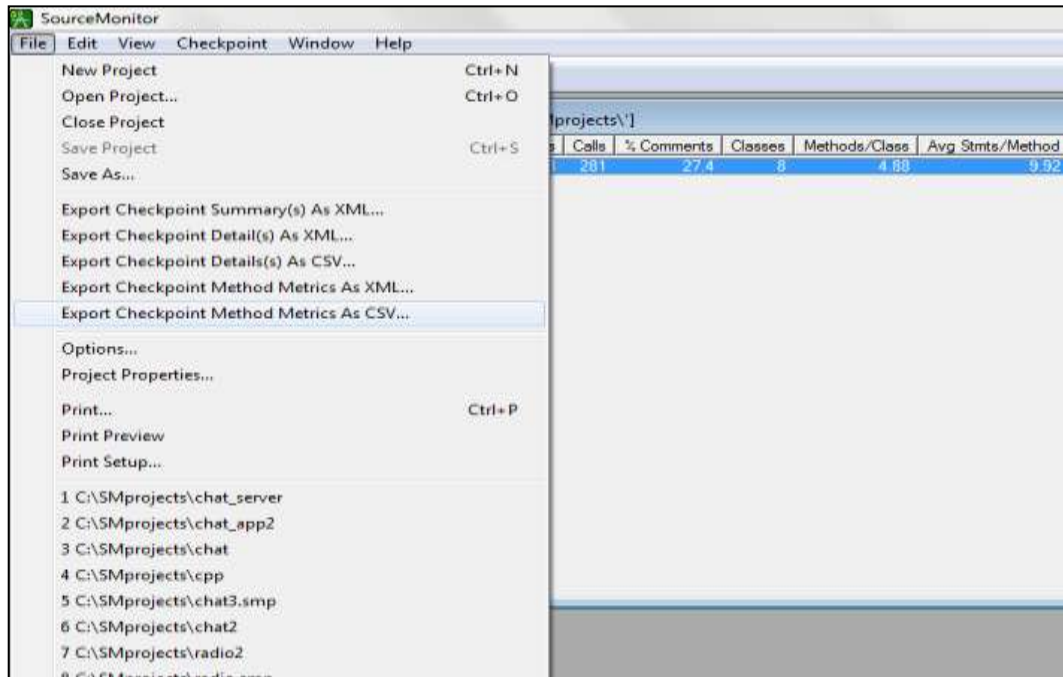 SourceMonitor
File Edit View Checkpoint Window Help
New Project Ctrl+N
Open Project... Ctrl+O
Close Project
Save Project Ctrl+S
Save As...
Export Checkpoint Summary(s) As XML...
Export Checkpoint Detail(s) As XML...
Export Checkpoint Details(s) As CSV...
Export Checkpoint Method Metrics As XML...
Export Checkpoint Method Metrics As CSV...
Options...
Project Properties...
Print... Ctrl+P
Print Preview
Print Setup...
1 C:\SMprojects\chat_server
2 C:\SMprojects\chat_app2
3 C:\SMprojects\chat
4 C:\SMprojects\cpp
5 C:\SMprojects\chat3.smp
6 C:\SMprojects\chat2
7 C:\SMprojects\radio2
projects\']
Calls % Comments Classes Methods/Class Avg Stmts/Method
281 27.4 8 4.88 9.92